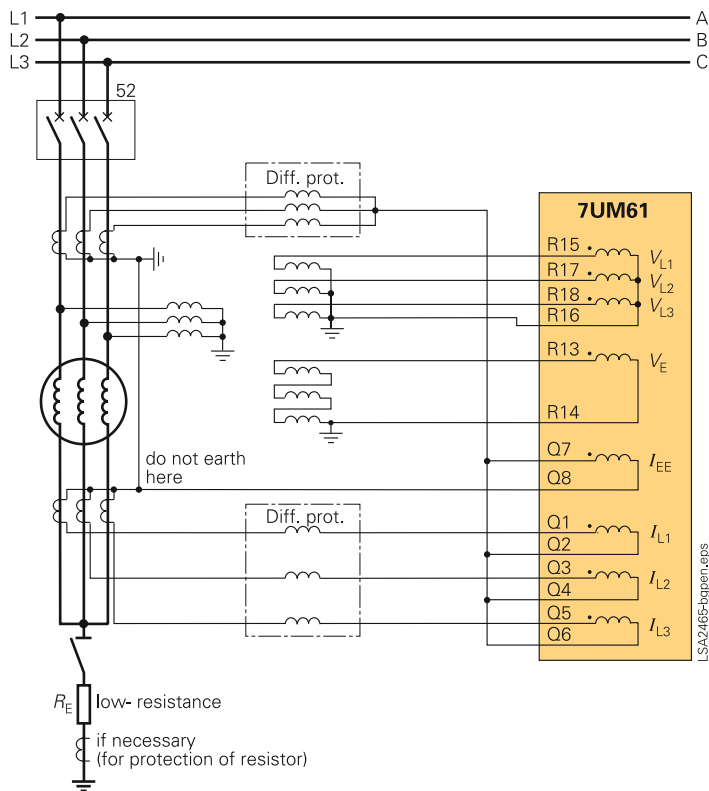 L1 A
L2 B
L3 C
52
Diff. prot.
7UM61
R15 VL1
R17 VL2
R18 VL3
R16
R13 VE
R14
do not earth
here
Q7 IEE
Q8
Diff. prot.
Q1 IL1
Q2
Q3 IL2
Q4
Q5 IL3
Q6
RE low- resistance
if necessary
(for protection of resistor)
LSA2465-bgpen.eps